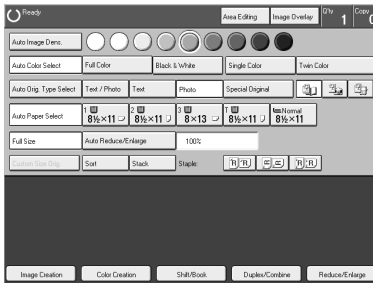 Ready Area Editing Image Overlay Q'ty 1 Copy
Auto Image Dens.
Auto Color Select Full Color Black & White Single Color Twin Color
Auto Orig. Type Select Text / Photo Text Photo Special Original
Auto Paper Select 1 8½×11 2 8½×11 3 8×13 T 8½×11 Normal 8½×11
Full Size Auto Reduce/Enlarge 100%
Custom Size Orig. Sort Stack Staple:
Image Creation Color Creation Shift/Book Duplex/Combine Reduce/Enlarge